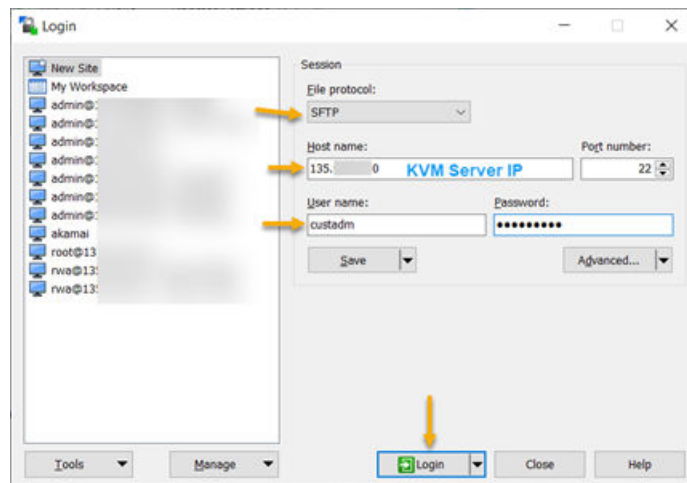 Login
New Site
My Workspace
admin@
admin@
admin@
admin@
admin@
admin@
admin@
akamai
root@13
rwa@135
rwa@135
Session
File protocol:
SFTP
Host name:
Port number:
135. 0 KVM Server IP
22
User name:
Password:
custadm
•••••••••
Save
Advanced...
Tools
Manage
Login
Close
Help